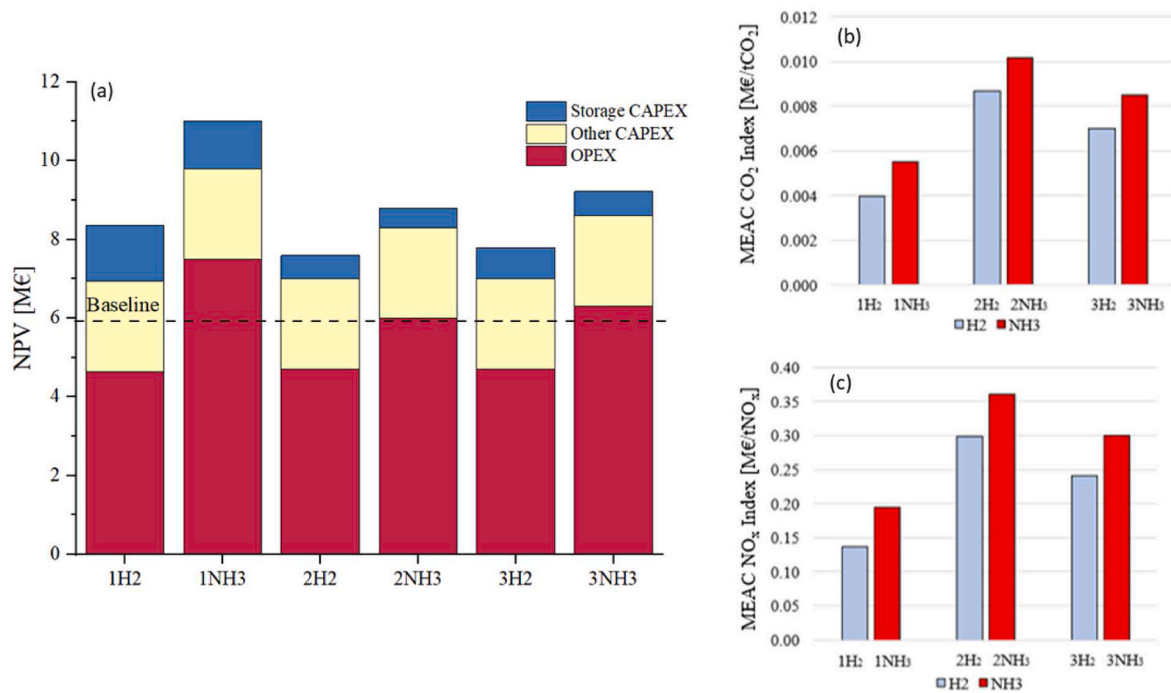 (a)
NPV [M€]
12
10
8
6
4
2
0
Storage CAPEX
Other CAPEX
OPEX
Baseline
1H2 1NH3 2H2 2NH3 3H2 3NH3
(b)
MEAC CO₂ Index [M€/tCO₂]
0.012
0.010
0.008
0.006
0.004
0.002
0.000
1H₂ 1NH₃ 2H₂ 2NH₃ 3H₂ 3NH₃
H2 NH3
(c)
MEAC NOₓ Index [M€/tNOₓ]
0.40
0.35
0.30
0.25
0.20
0.15
0.10
0.05
0.00
1H₂ 1NH₃ 2H₂ 2NH₃ 3H₂ 3NH₃
H2 NH3